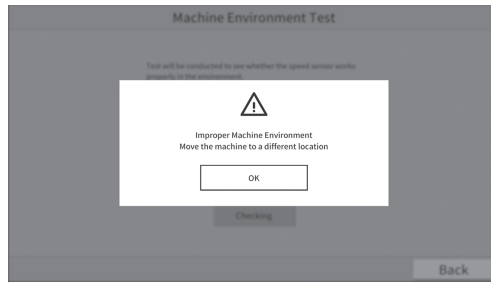 Machine Environment Test
Test will be conducted to see whether the speed sensor works
properly in the environment.
Improper Machine Environment
Move the machine to a different location
OK
Checking
Back